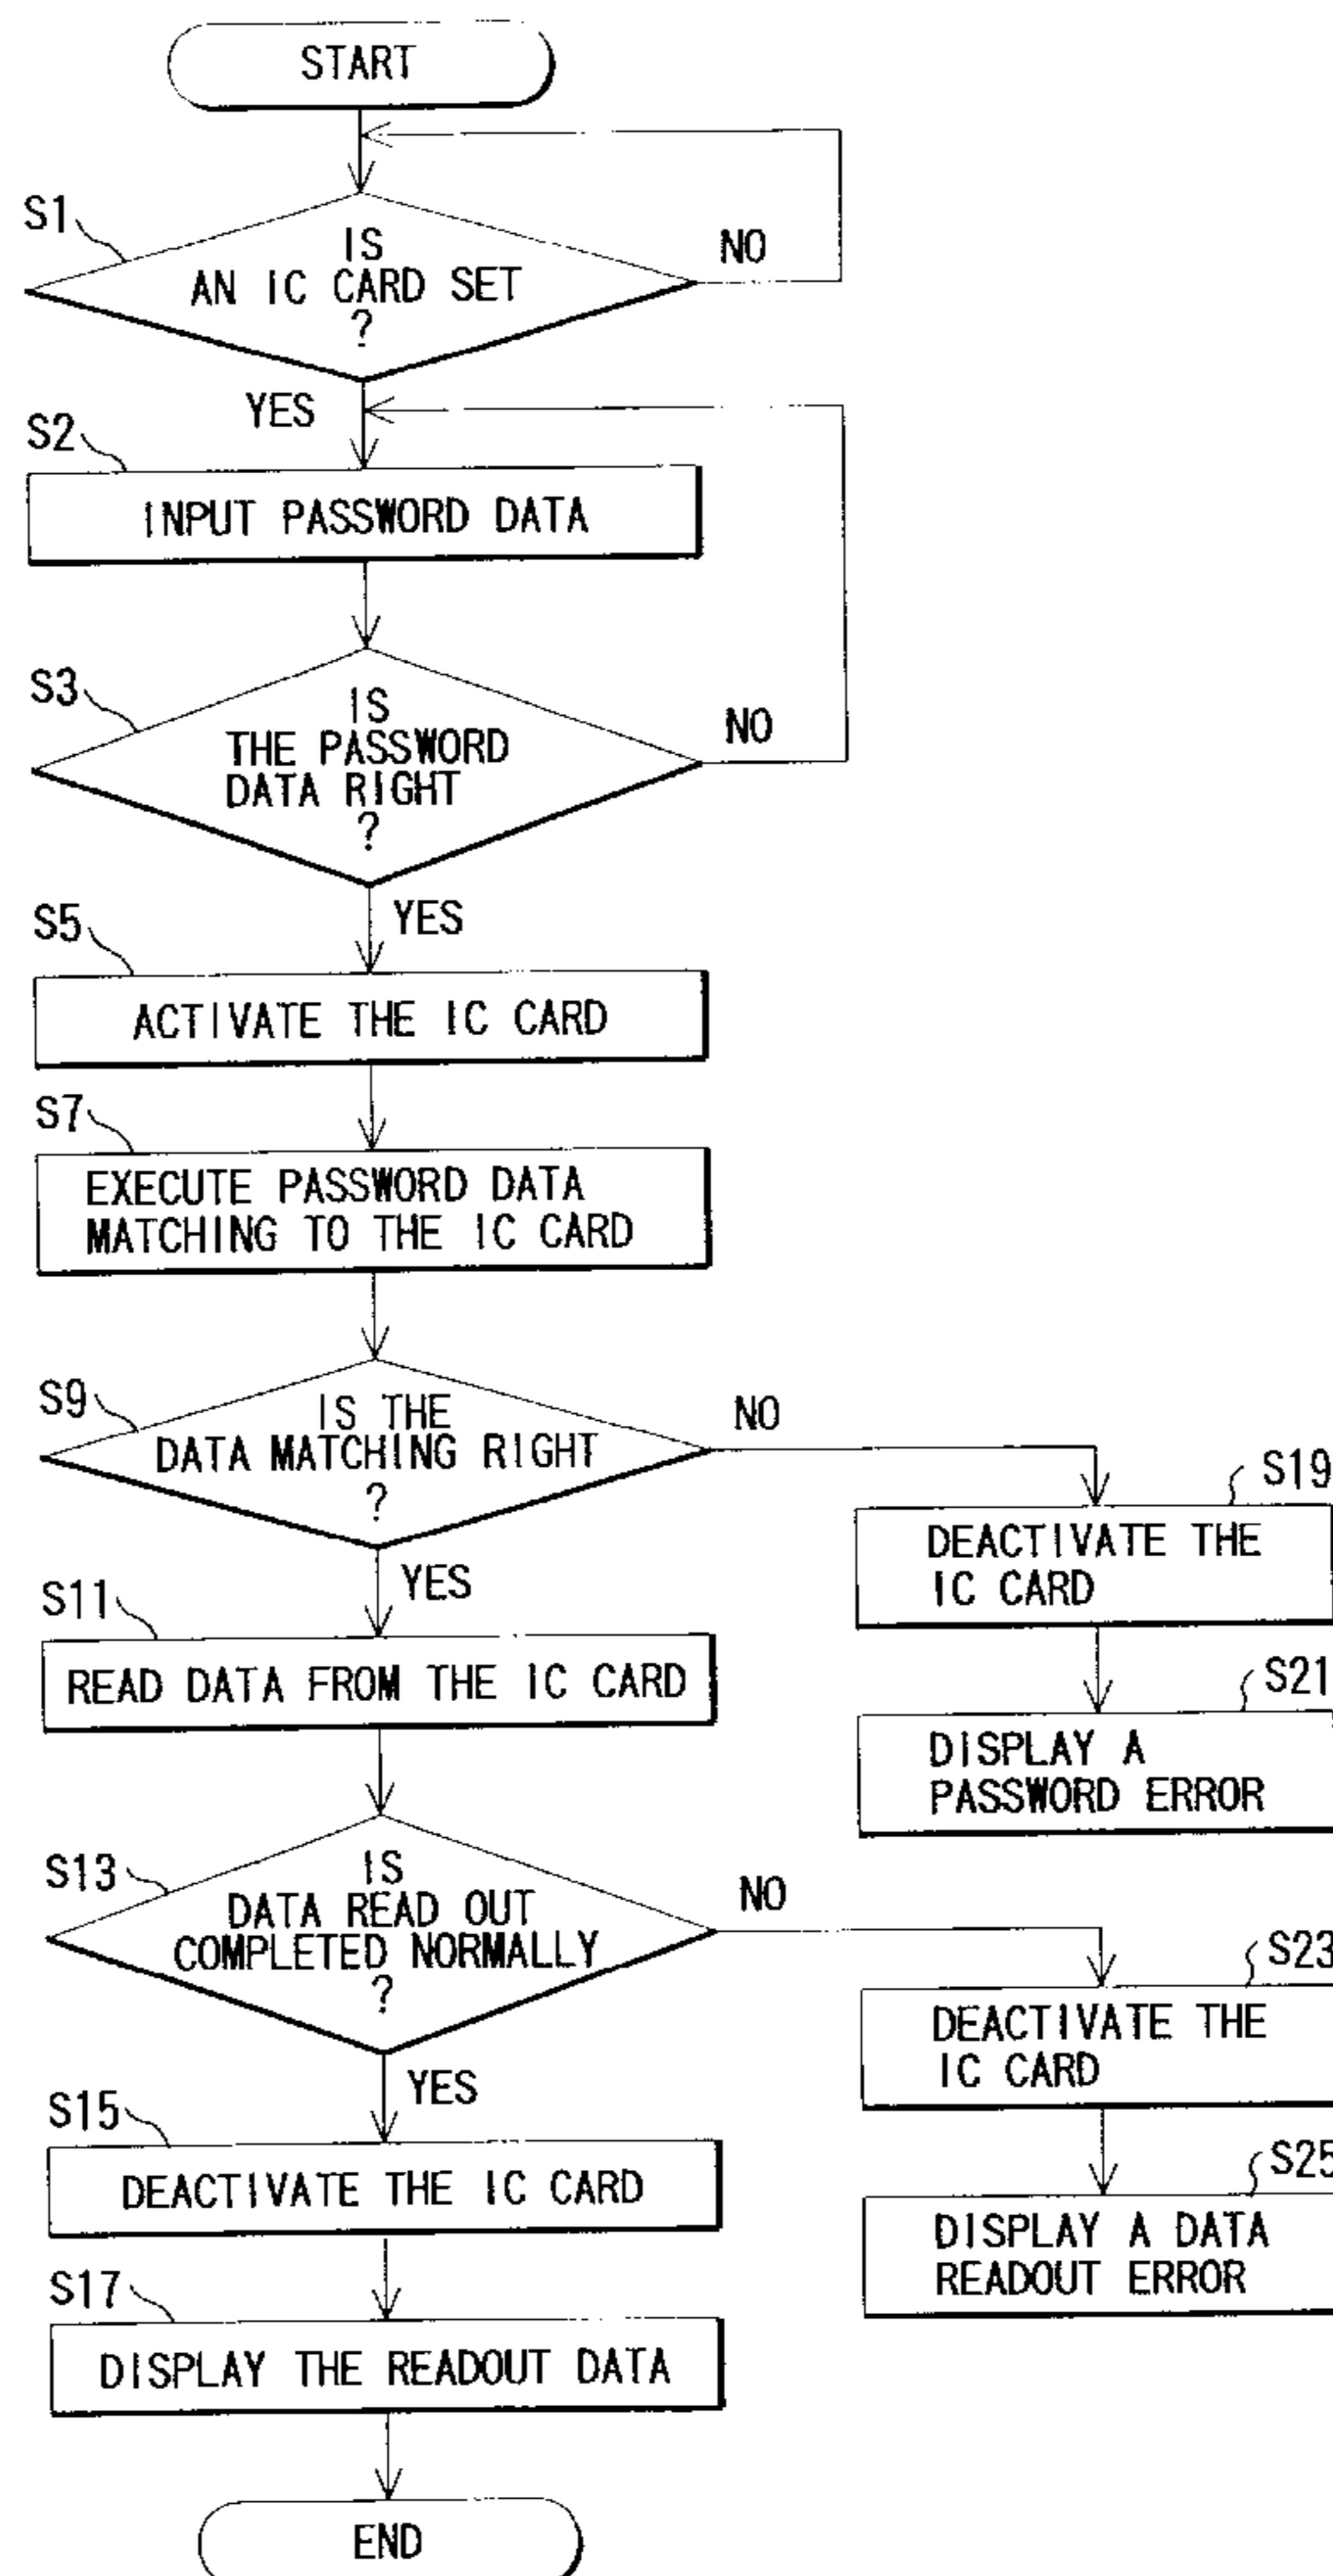 START
S1
IS
AN IC CARD SET
?
NO
YES
S2
INPUT PASSWORD DATA
S3
IS
THE PASSWORD
DATA RIGHT
?
NO
YES
S5
ACTIVATE THE IC CARD
S7
EXECUTE PASSWORD DATA
MATCHING TO THE IC CARD
S9
IS THE
DATA MATCHING RIGHT
?
NO
YES
S19
DEACTIVATE THE
IC CARD
S11
READ DATA FROM THE IC CARD
S21
DISPLAY A
PASSWORD ERROR
S13
IS
DATA READ OUT
COMPLETED NORMALLY
?
NO
YES
S23
DEACTIVATE THE
IC CARD
S15
DEACTIVATE THE IC CARD
S25
DISPLAY A DATA
READOUT ERROR
S17
DISPLAY THE READOUT DATA
END